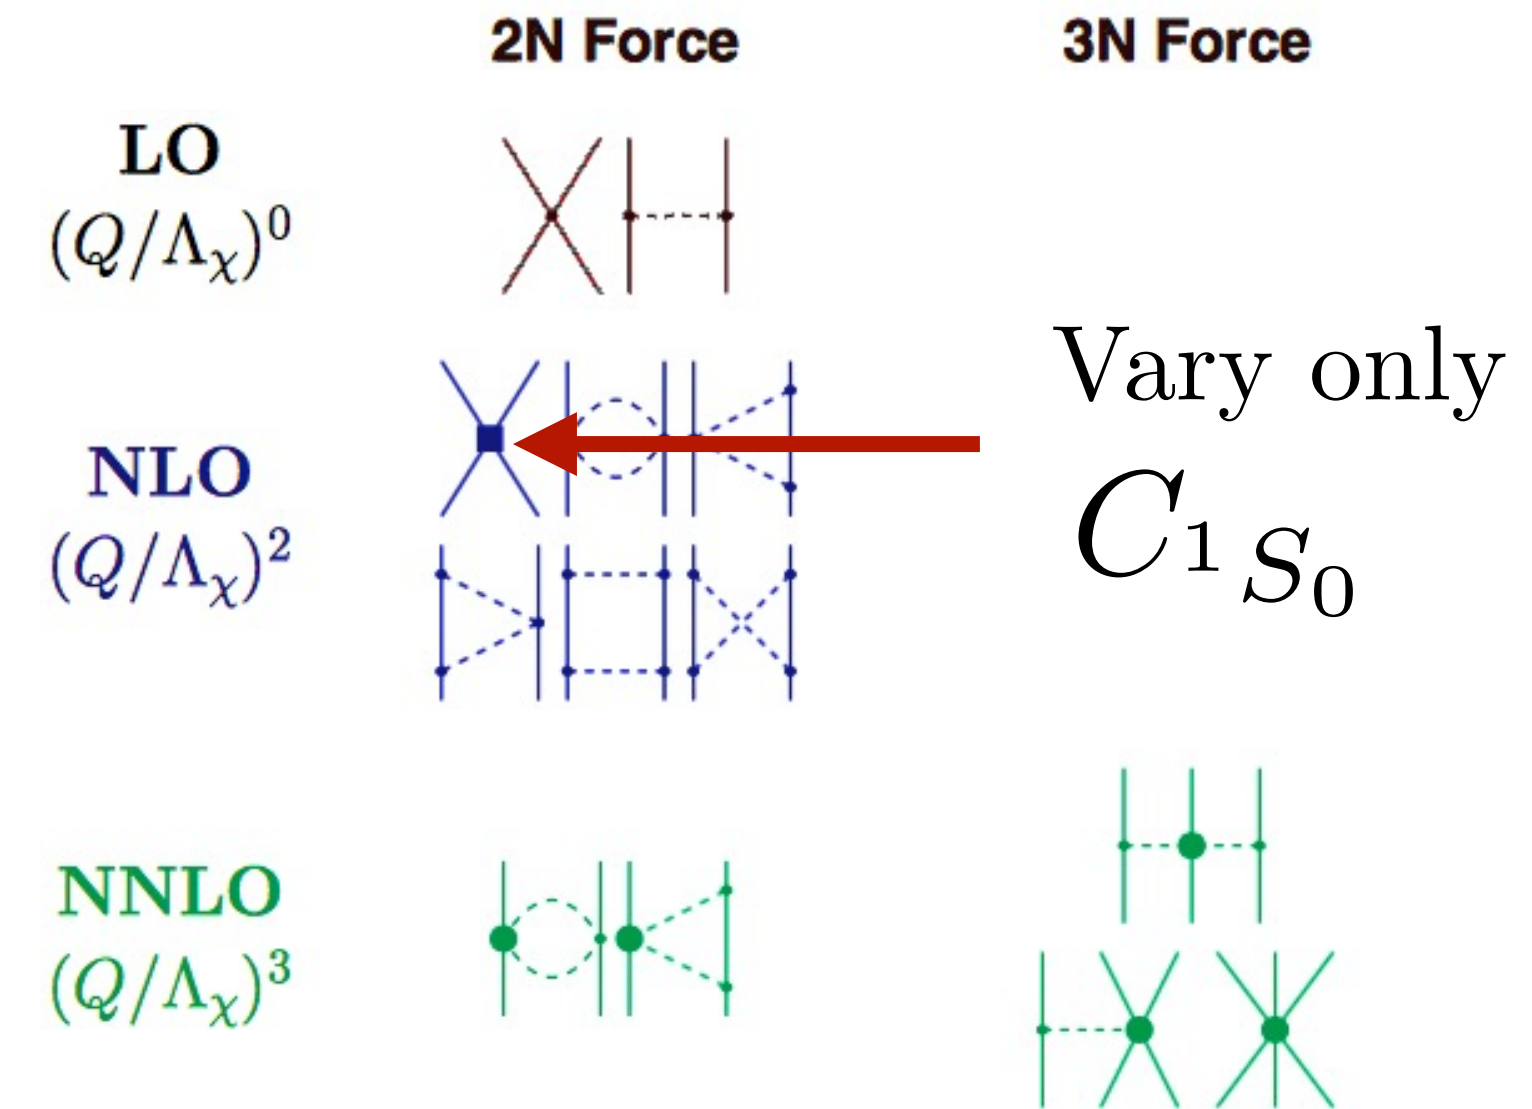 2N Force
3N Force
LO
(Q/Λχ)⁰
Vary only
C₁S₀
NLO
(Q/Λχ)²
NNLO
(Q/Λχ)³